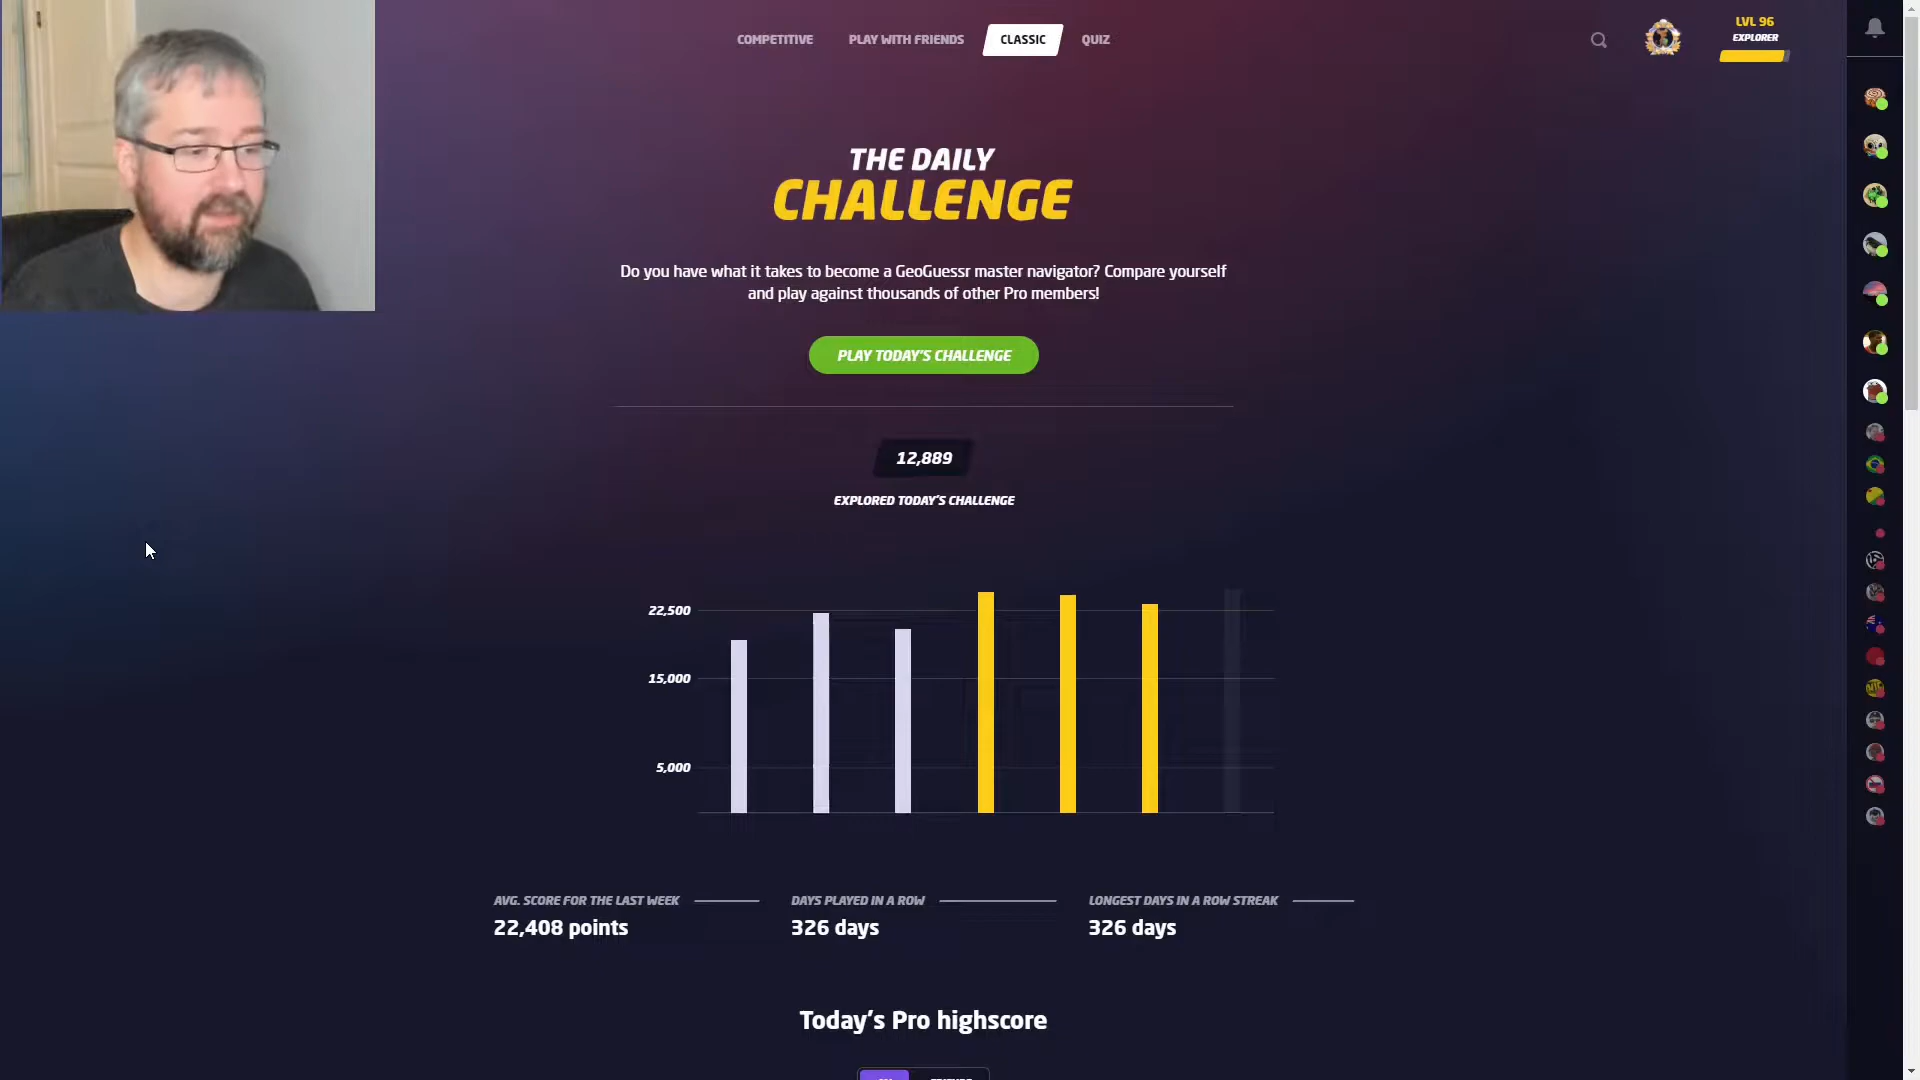 COMPETITIVE
PLAY WITH FRIENDS
CLASSIC
QUIZ
LVL 96
EXPLORER
THE DAILY
CHALLENGE
Do you have what it takes to become a GeoGuessr master navigator? Compare yourself
and play against thousands of other Pro members!
PLAY TODAY'S CHALLENGE
12,889
EXPLORED TODAY'S CHALLENGE
22,500
15,000
5,000
AVG. SCORE FOR THE LAST WEEK
22,408 points
DAYS PLAYED IN A ROW
326 days
LONGEST DAYS IN A ROW STREAK
326 days
Today's Pro highscore